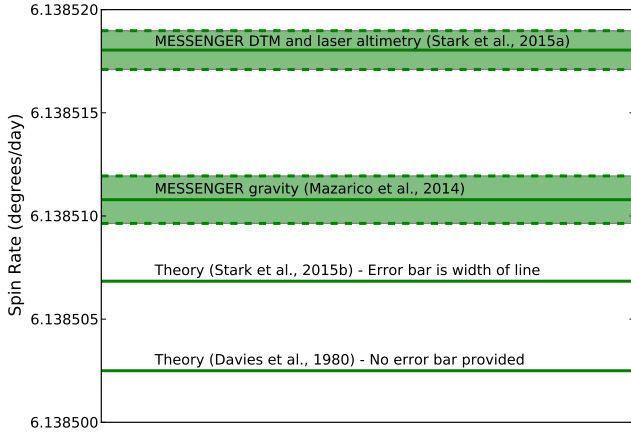 6.138520
MESSENGER DTM and laser altimetry (Stark et al., 2015a)
6.138515
MESSENGER gravity (Mazarico et al., 2014)
6.138510
Theory (Stark et al., 2015b) - Error bar is width of line
6.138505
Theory (Davies et al., 1980) - No error bar provided
6.138500
Spin Rate (degrees/day)